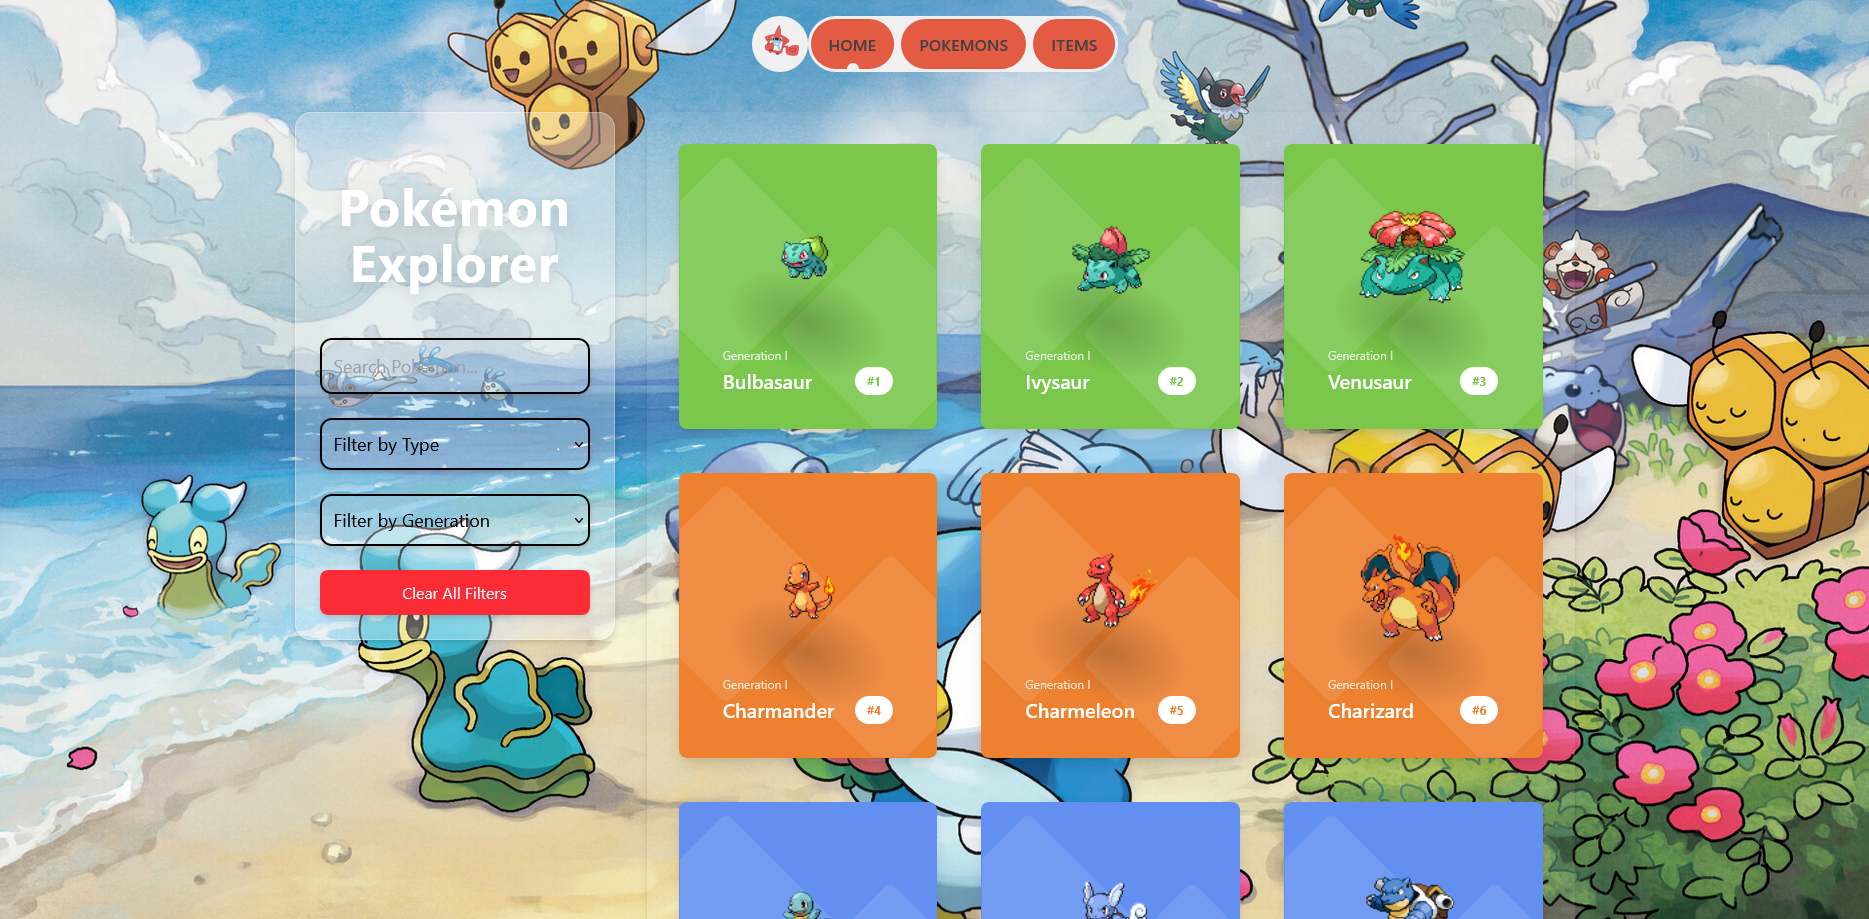 HOME
POKEMONS
ITEMS
Pokémon
Explorer
Search Pokémon...
Filter by Type
Filter by Generation
Clear All Filters
Generation I
Bulbasaur
#1
Generation I
Ivysaur
#2
Generation I
Venusaur
#3
Generation I
Charmander
#4
Generation I
Charmeleon
#5
Generation I
Charizard
#6